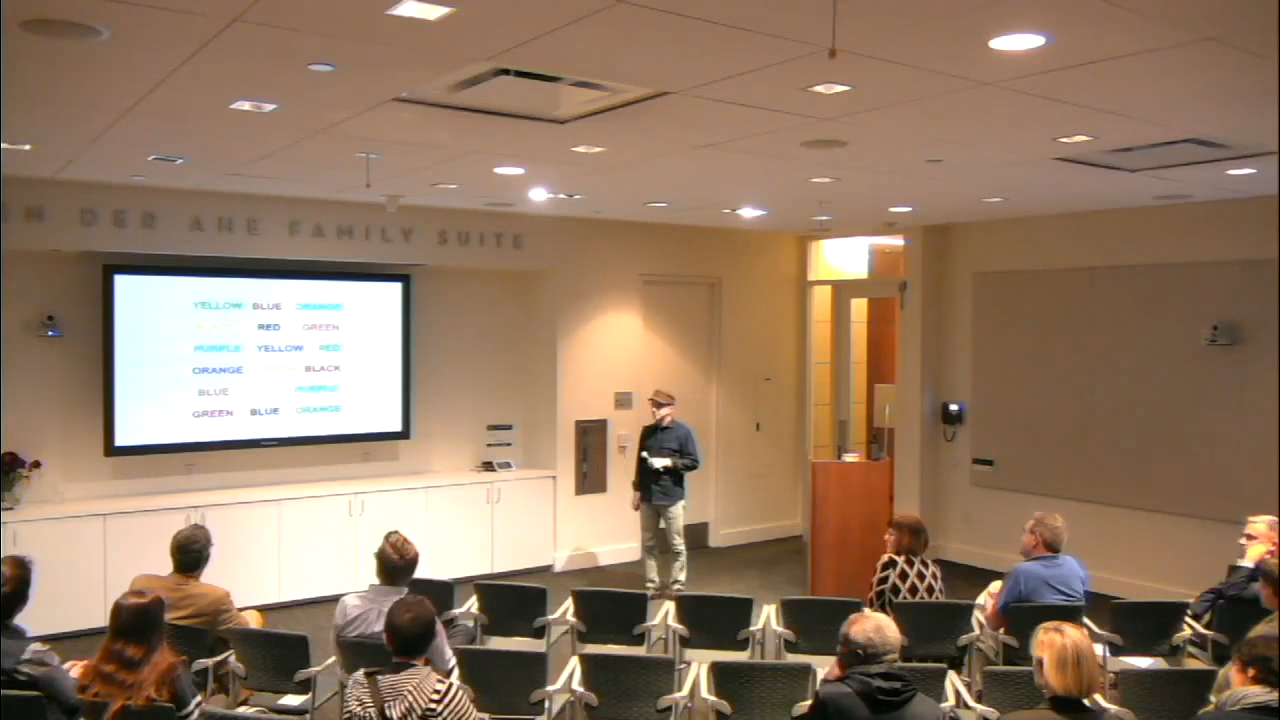 N DER AHE FAMILY SUITE
YELLOW BLUE ORANGE
BLACK RED GREEN
PURPLE YELLOW RED
ORANGE BLACK
BLUE PURPLE
GREEN BLUE ORANGE